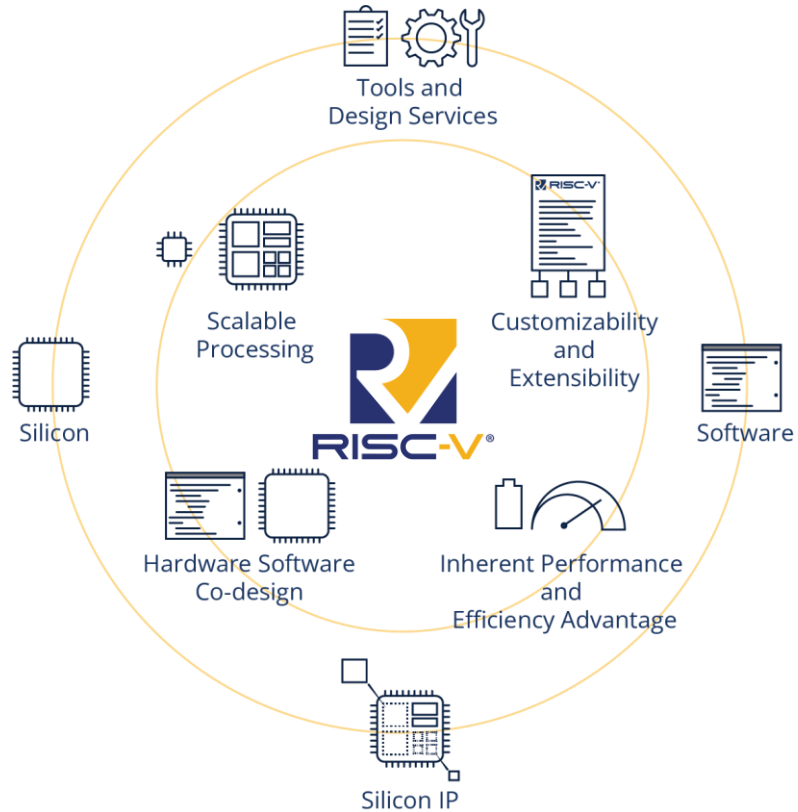 Tools and
Design Services
RISC-V®
Scalable
Processing
Customizability
and
Extensibility
Silicon
RISC-V®
Software
Hardware Software
Co-design
Inherent Performance
and
Efficiency Advantage
Silicon IP